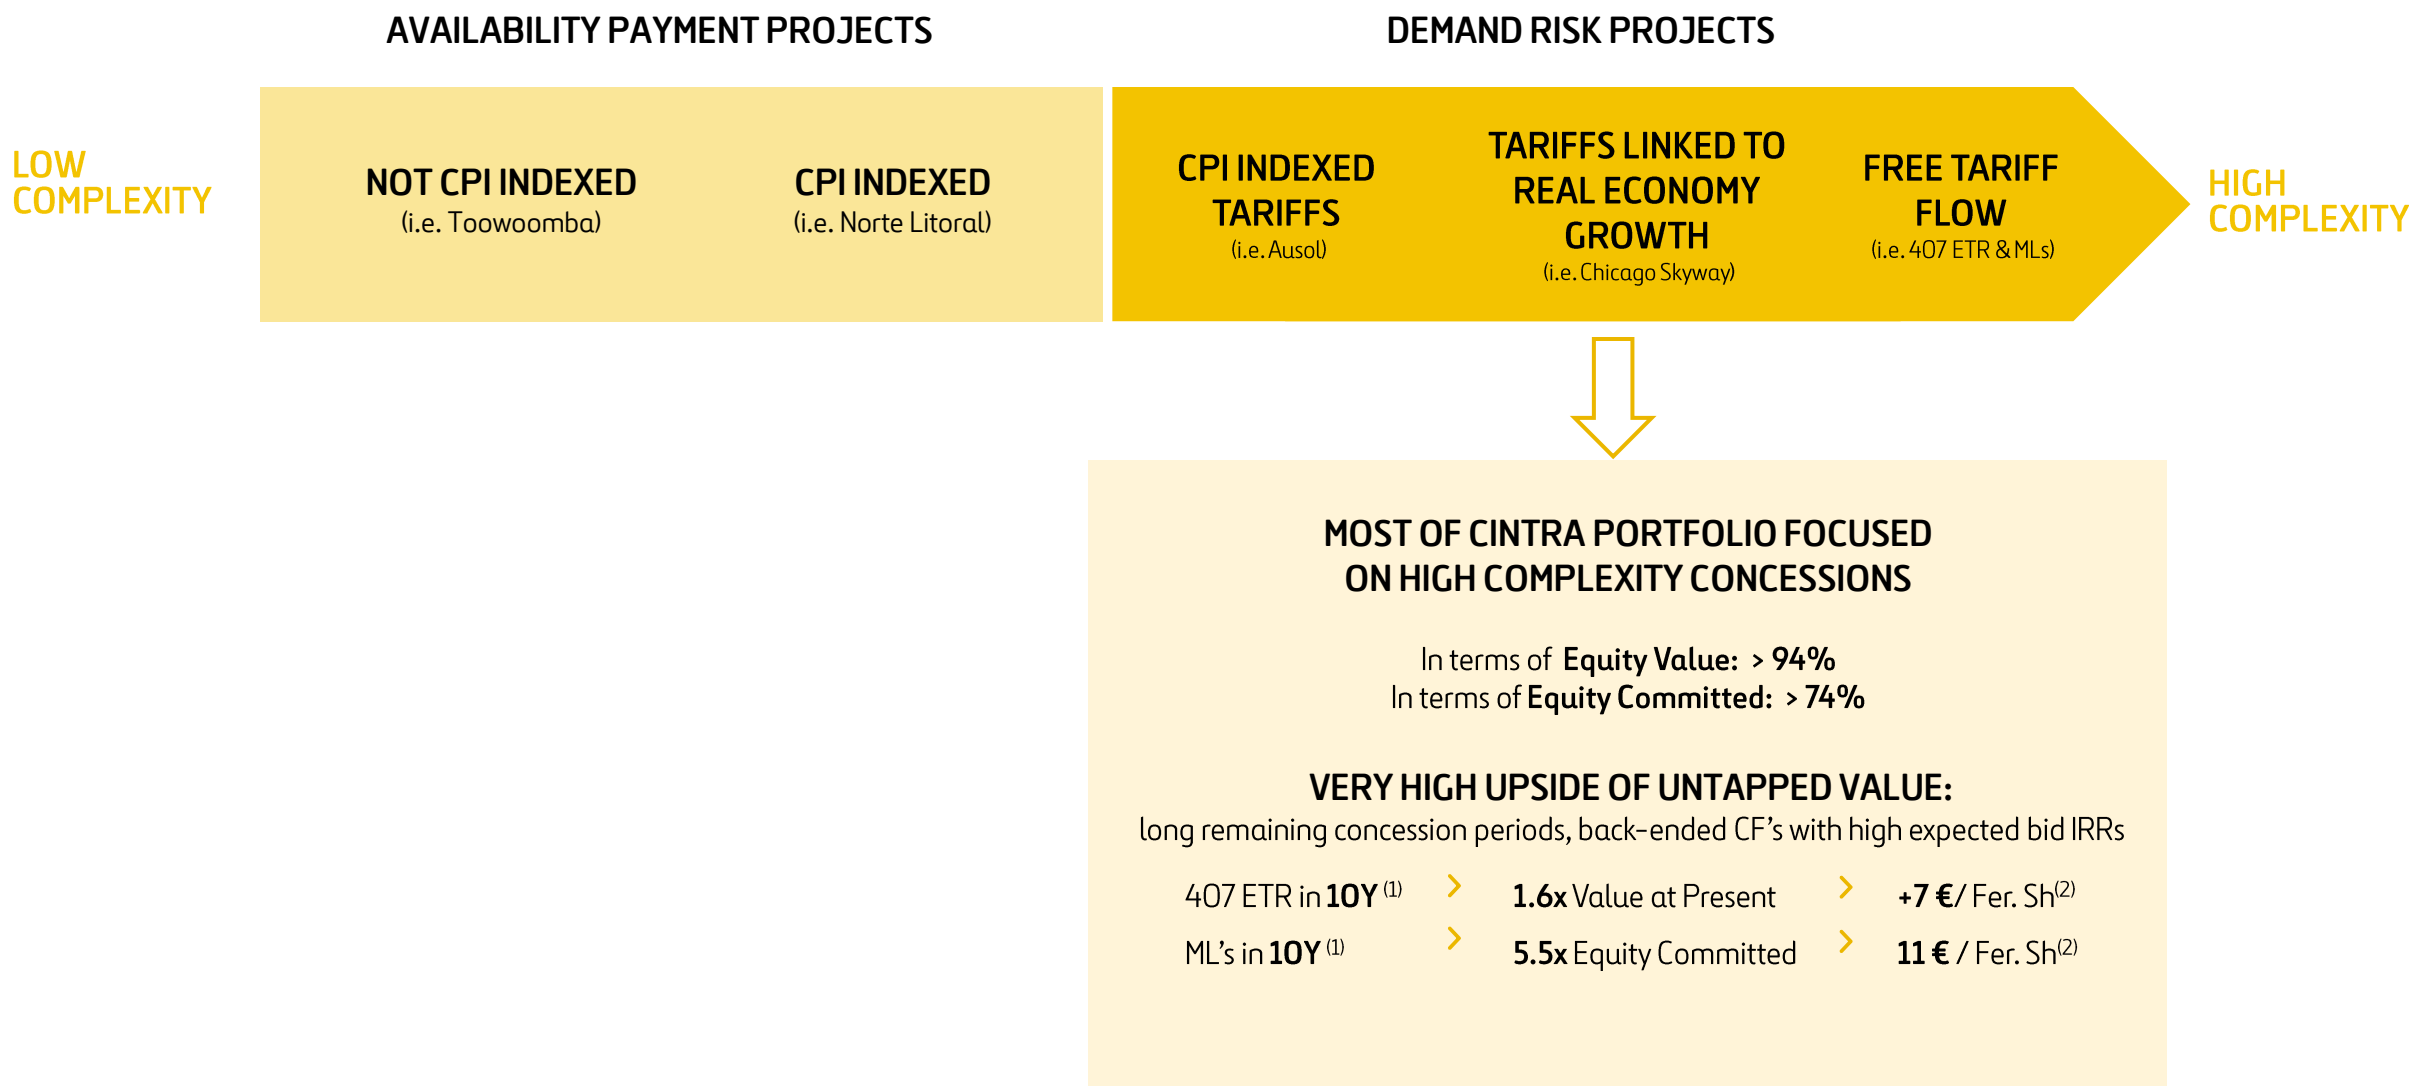 AVAILABILITY PAYMENT PROJECTS
DEMAND RISK PROJECTS
LOW
COMPLEXITY
NOT CPI INDEXED
(i.e. Toowoomba)
CPI INDEXED
(i.e. Norte Litoral)
CPI INDEXED
TARIFFS
(i.e. Ausol)
TARIFFS LINKED TO
REAL ECONOMY
GROWTH
(i.e. Chicago Skyway)
FREE TARIFF
FLOW
(i.e. 407 ETR & MLs)
HIGH
COMPLEXITY
MOST OF CINTRA PORTFOLIO FOCUSED
ON HIGH COMPLEXITY CONCESSIONS
In terms of Equity Value: > 94%
In terms of Equity Committed: > 74%
VERY HIGH UPSIDE OF UNTAPPED VALUE:
long remaining concession periods, back-ended CF's with high expected bid IRRs
407 ETR in 10Y (1) > 1.6x Value at Present > +7 €/ Fer. Sh(2)
ML's in 10Y (1) > 5.5x Equity Committed > 11 € / Fer. Sh(2)